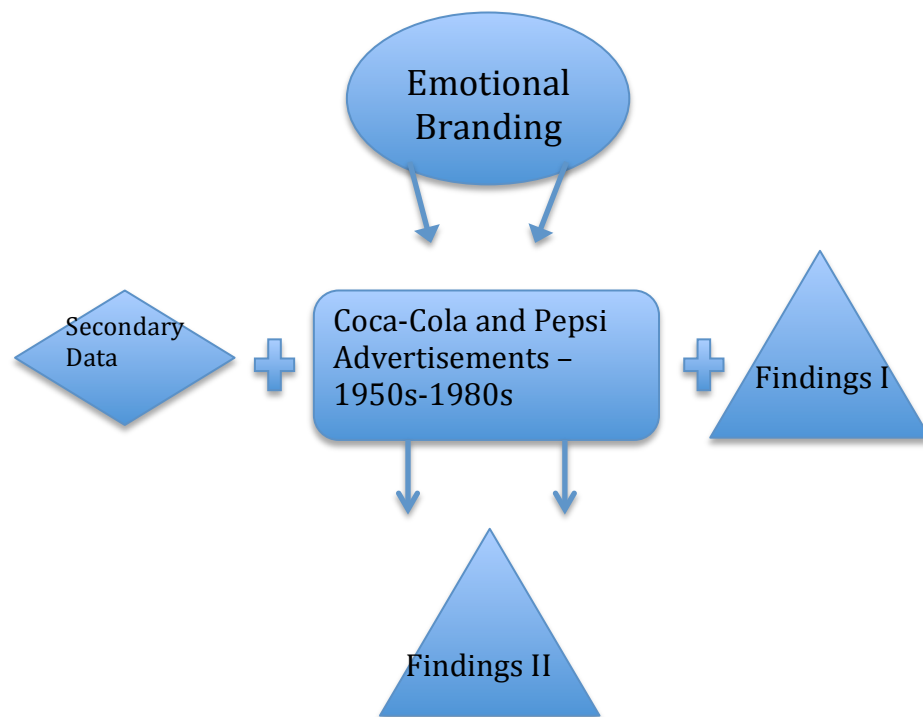 Emotional
Branding
Secondary
Data
Coca-Cola and Pepsi
Advertisements –
1950s-1980s
Findings I
Findings II